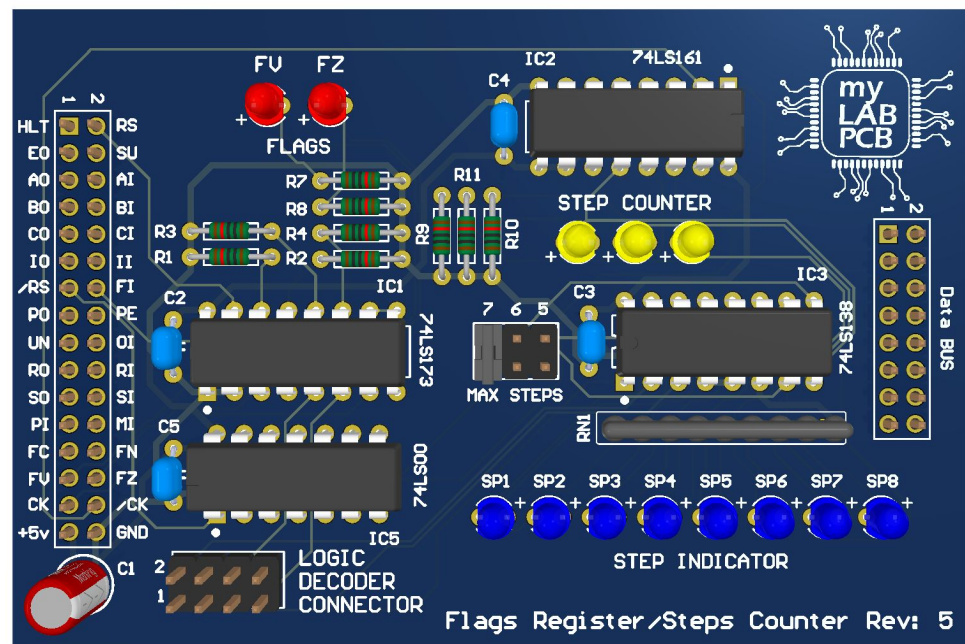 my
LAB
PCB
IC2
74LS161
C4
FV FZ
FLAGS
1 2
HLT RS
EO SU
AO AI
BO BI
CO CI
IO II
/RS FI
PO PE
UN OI
RO RI
SO SI
PI MI
FC FN
FV FZ
CK /CK
+5v GND
R7
R8
R4
R2
R3
R1
R11
R9
R10
STEP COUNTER
1 2
Data BUS
IC1
C2
74LS173
7 6 5
MAX STEPS
C3
IC3
74LS138
RN1
C5
74LS00
IC5
SP1 SP2 SP3 SP4 SP5 SP6 SP7 SP8
STEP INDICATOR
C1
2
1
LOGIC
DECODER
CONNECTOR
Flags Register/Steps Counter Rev: 5